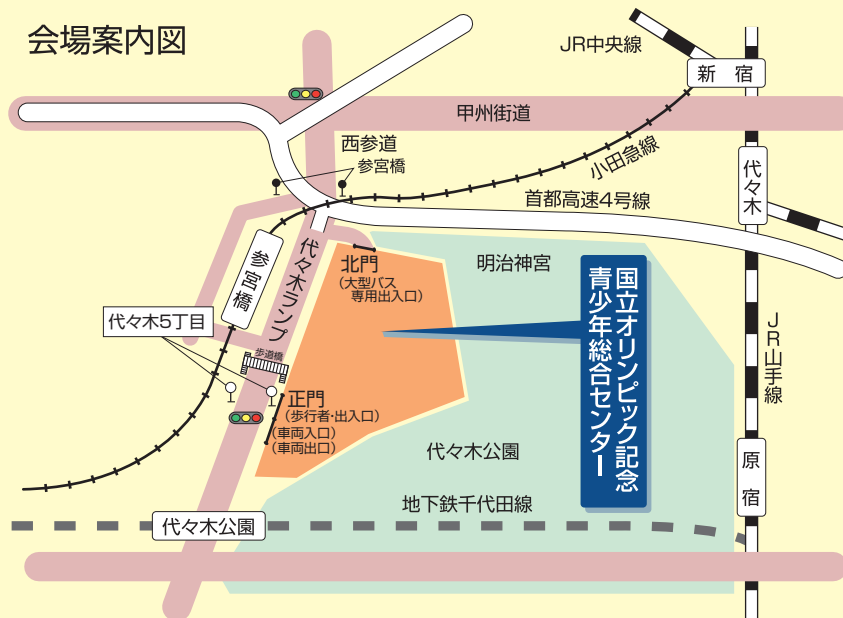 会場案内図
JR中央線
新 宿
甲州街道
西参道
参宮橋
小田急線
代々木
首都高速4号線
参宮橋
代々木ランプ
北門
(大型バス
専用出入口)
明治神宮
国立オリンピック記念
青少年総合センター
代々木5丁目
歩道橋
JR山手線
正門
(歩行者・出入口)
(車両入口)
(車両出口)
代々木公園
原 宿
地下鉄千代田線
代々木公園